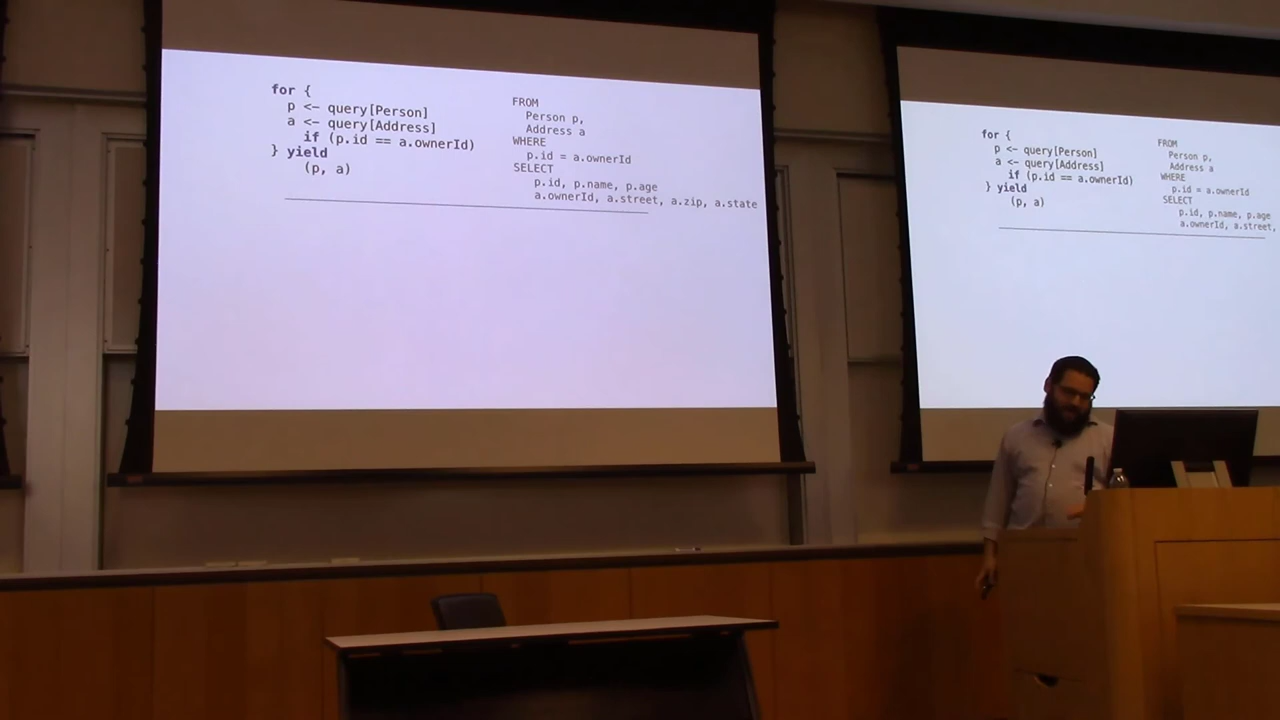 for {
p <- query[Person]
a <- query[Address]
if (p.id == a.ownerId)
} yield
(p, a)
FROM
Person p,
Address a
WHERE
p.id = a.ownerId
SELECT
p.id, p.name, p.age
a.ownerId, a.street, a.zip, a.state
for {
p <- query[Person]
a <- query[Address]
if (p.id == a.ownerId)
} yield
(p, a)
FROM
Person p,
Address a
WHERE
p.id = a.ownerId
SELECT
p.id, p.name, p.age
a.ownerId, a.street,